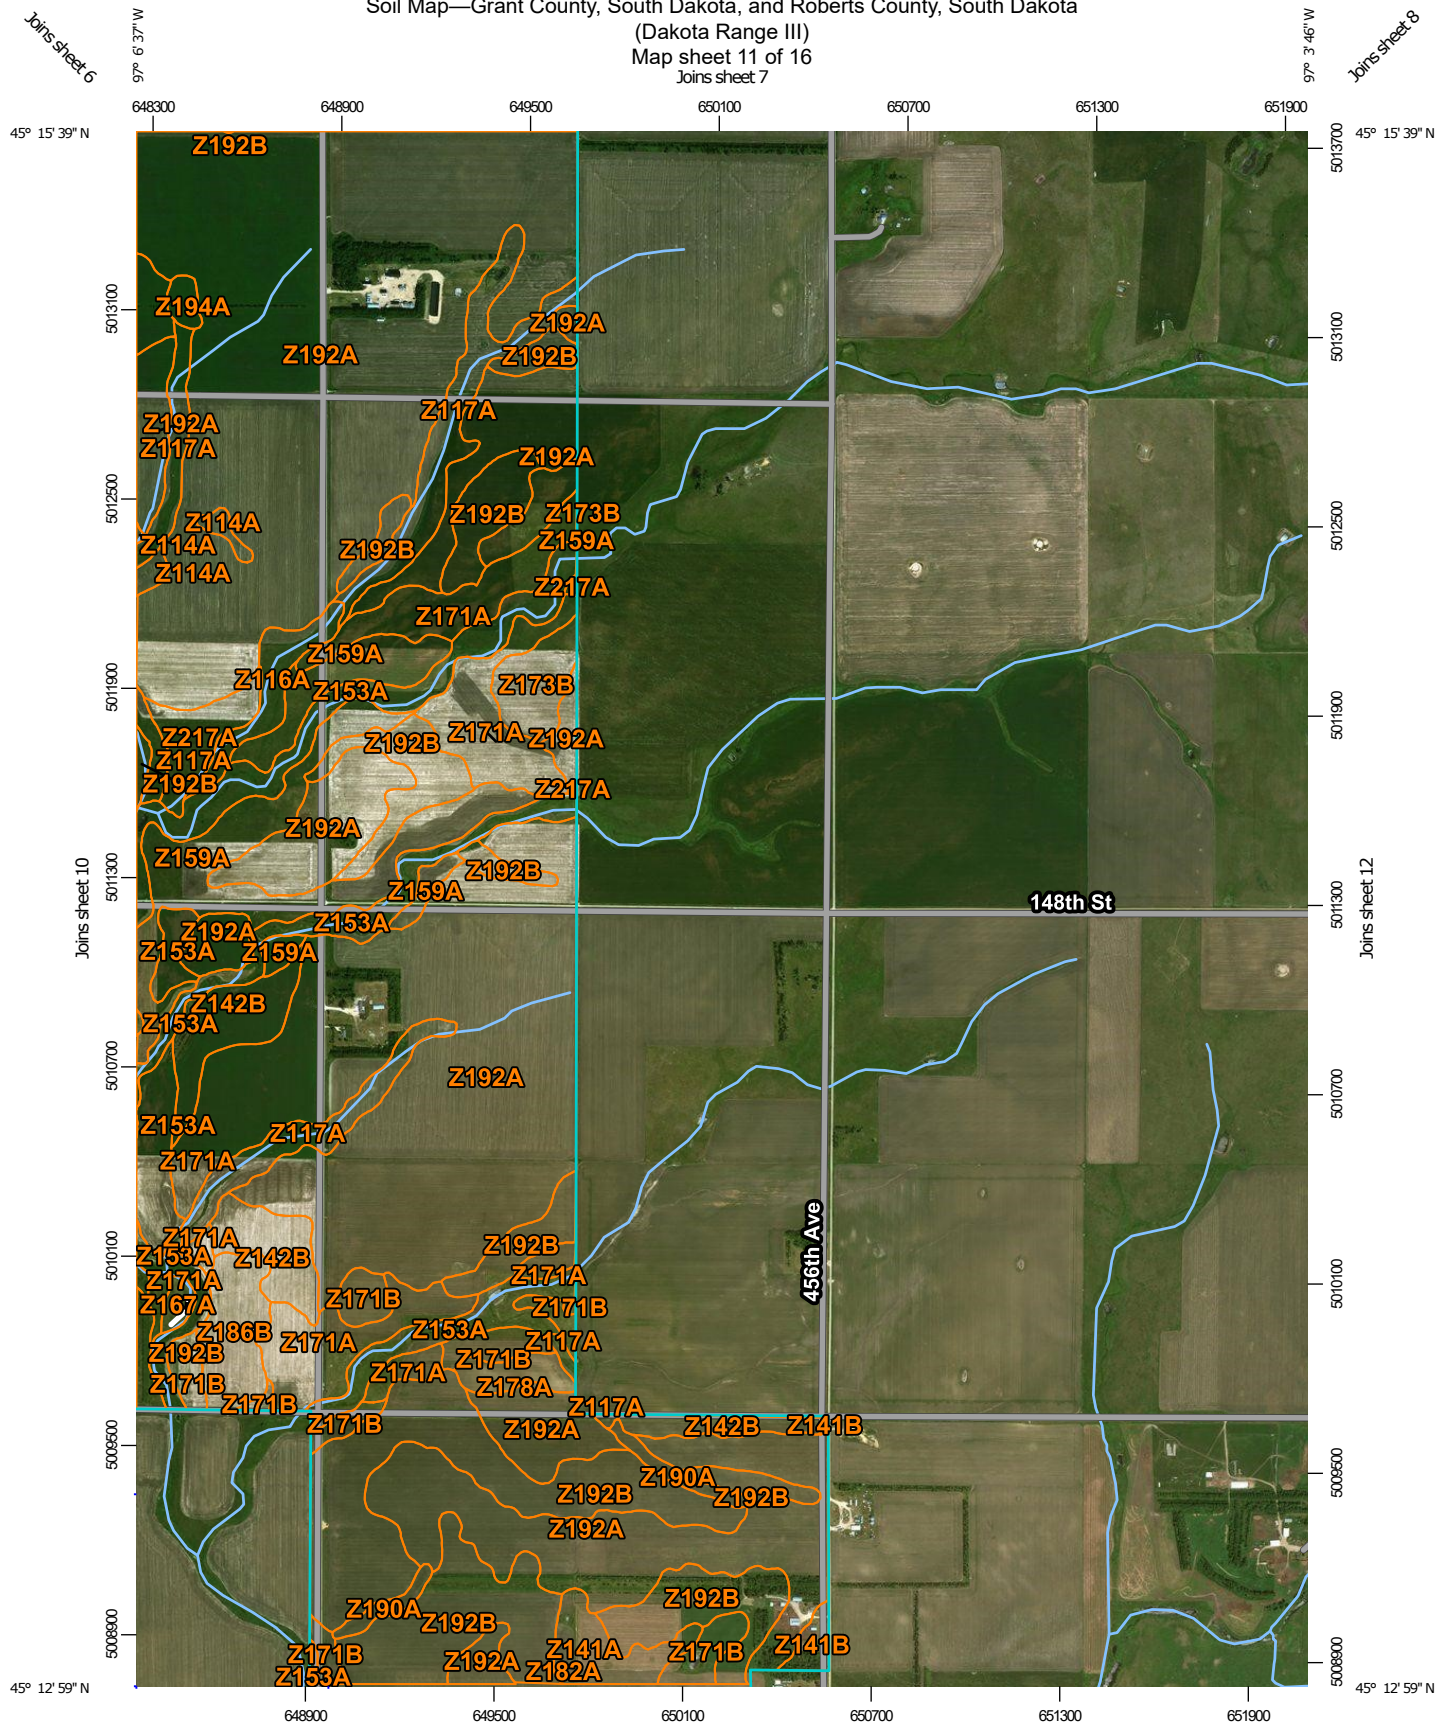 Soil Map—Grant County, South Dakota, and Roberts County, South Dakota
(Dakota Range III)
Map sheet 11 of 16
Joins sheet 7
Joins sheet 6
97° 6' 37'' W
97° 3' 46'' W
Joins sheet 8
648300 648900 649500 650100 650700 651300 651900
45° 15' 39'' N
45° 15' 39'' N
5013700
Z192B
Z194A
5013100
Z192A
5013100
Z192A
Z192B
Z117A
Z192A
Z117A
Z192A
5012500
Z192B
Z173B
Z114A
5012500
Z159A
Z114A
Z192B
Z114A
Z217A
Z171A
Z159A
Z116A
Z153A
Z173B
5011900
5011900
Z217A
Z171A
Z192A
Z192B
Z117A
Z192B
Z217A
Z192A
Z159A
Joins sheet 10
5011300
Z192B
Z159A
148th St
5011300
Joins sheet 12
Z153A
Z192A
Z153A
Z159A
Z142B
Z153A
5010700
Z192A
5010700
Z153A
Z117A
Z171A
456th Ave
Z171A
Z192B
Z153A
Z142B
5010100
Z171A
Z171A
5010100
Z167A
Z171B
Z171B
Z186B
Z153A
Z171A
Z117A
Z192B
Z171B
Z171A
Z171B
Z178A
Z171B
Z117A
Z171B
Z192A
Z142B
Z141B
5009500
5009500
Z190A
Z192B
Z192B
Z192A
Z192B
Z190A
Z192B
5008900
Z141A
Z171B
Z141B
Z171B
Z192A
Z182A
Z153A
5008900
45° 12' 59'' N
45° 12' 59'' N
648900 649500 650100 650700 651300 651900